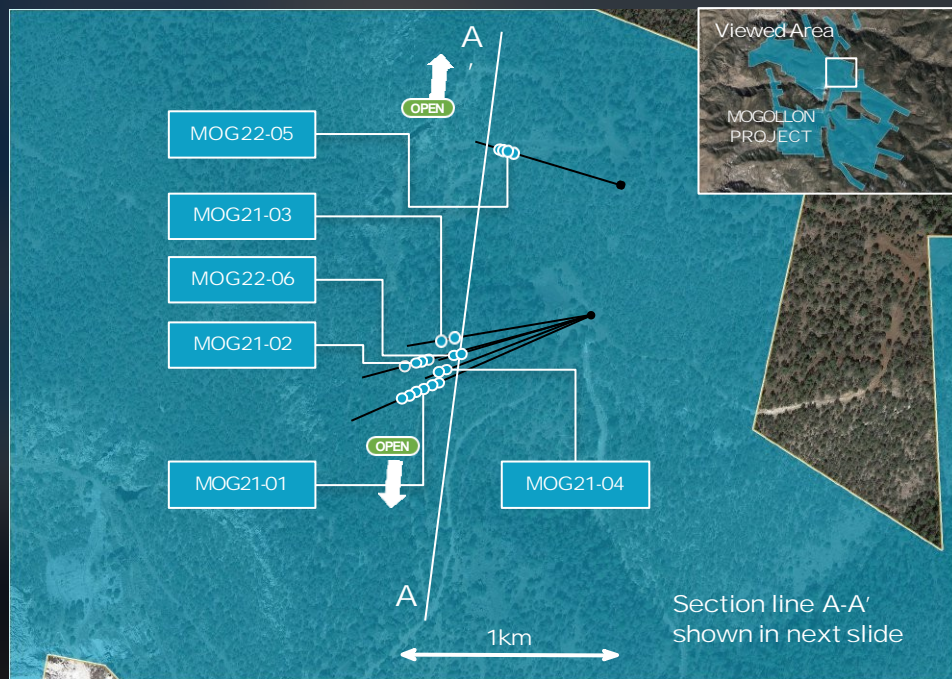 A
’
OPEN
Viewed Area
MOGOLLON
PROJECT
MOG22-05
MOG21-03
MOG22-06
MOG21-02
OPEN
MOG21-01
MOG21-04
A
Section line A-A’
shown in next slide
1km